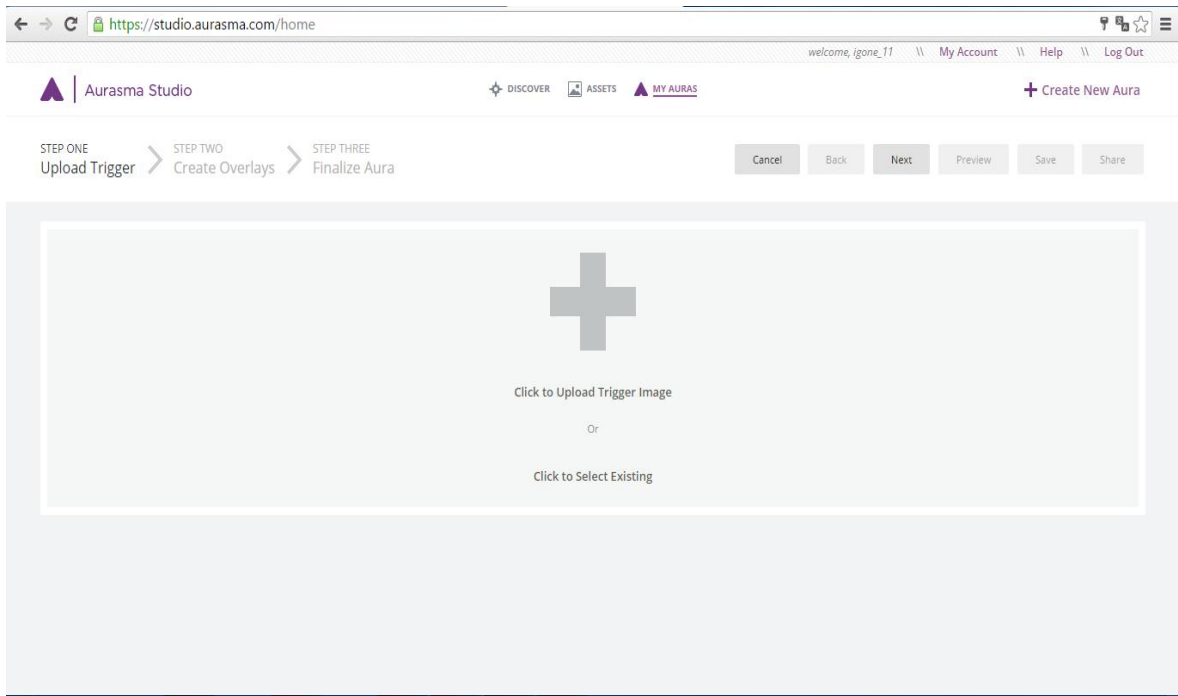 https://studio.aurasma.com/home
welcome, igone_11 \\ My Account \\ Help \\ Log Out
Aurasma Studio DISCOVER ASSETS MY AURAS + Create New Aura
STEP ONE STEP TWO STEP THREE
Upload Trigger Create Overlays Finalize Aura
Cancel Back Next Preview Save Share
Click to Upload Trigger Image
Or
Click to Select Existing